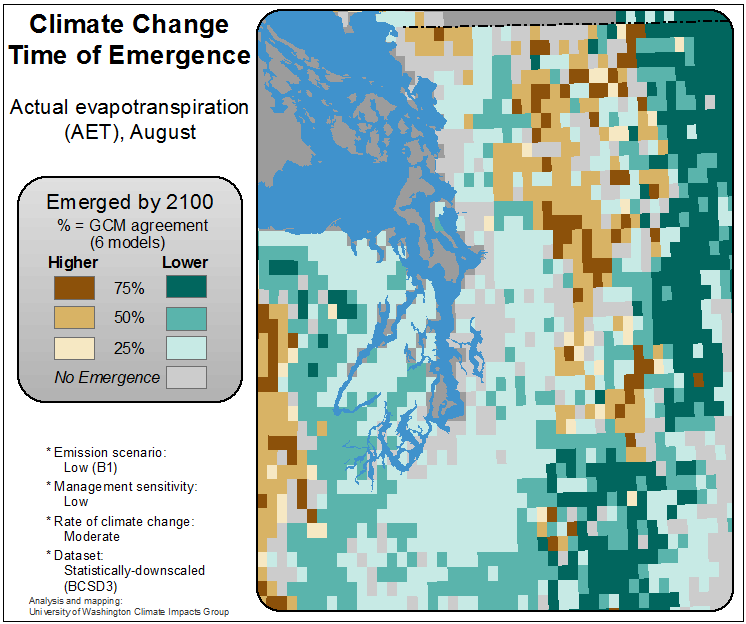 Climate Change
Time of Emergence
Actual evapotranspiration
(AET), August
Emerged by 2100
% = GCM agreement
(6 models)
Higher Lower
75%
50%
25%
No Emergence
* Emission scenario:
Low (B1)
* Management sensitivity:
Low
* Rate of climate change:
Moderate
* Dataset:
Statistically-downscaled
(BCSD3)
Analysis and mapping:
University of Washington Climate Impacts Group